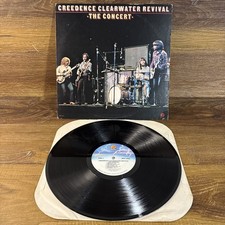 CREEDENCE CLEARWATER REVIVAL
·THE CONCERT·